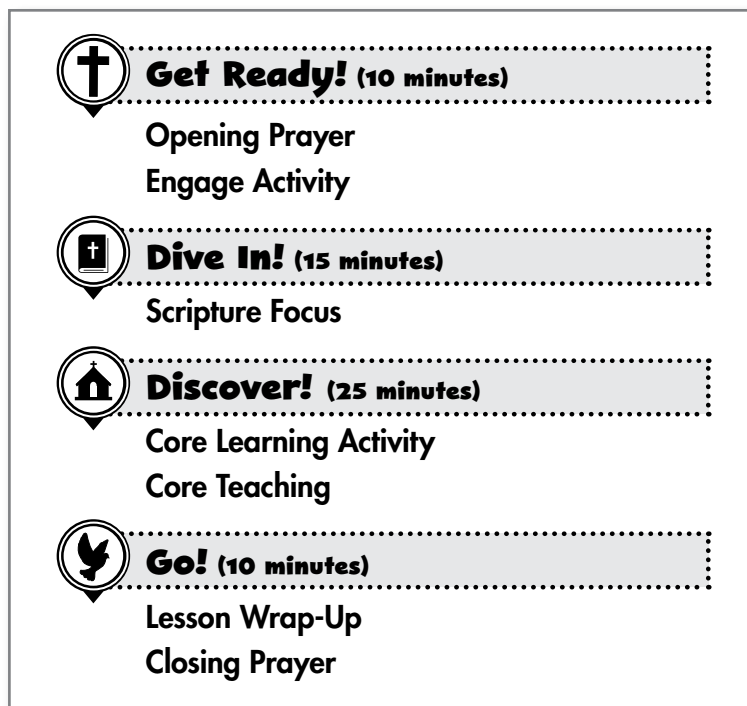 Get Ready! (10 minutes)
Opening Prayer
Engage Activity
Dive In! (15 minutes)
Scripture Focus
Discover! (25 minutes)
Core Learning Activity
Core Teaching
Go! (10 minutes)
Lesson Wrap-Up
Closing Prayer